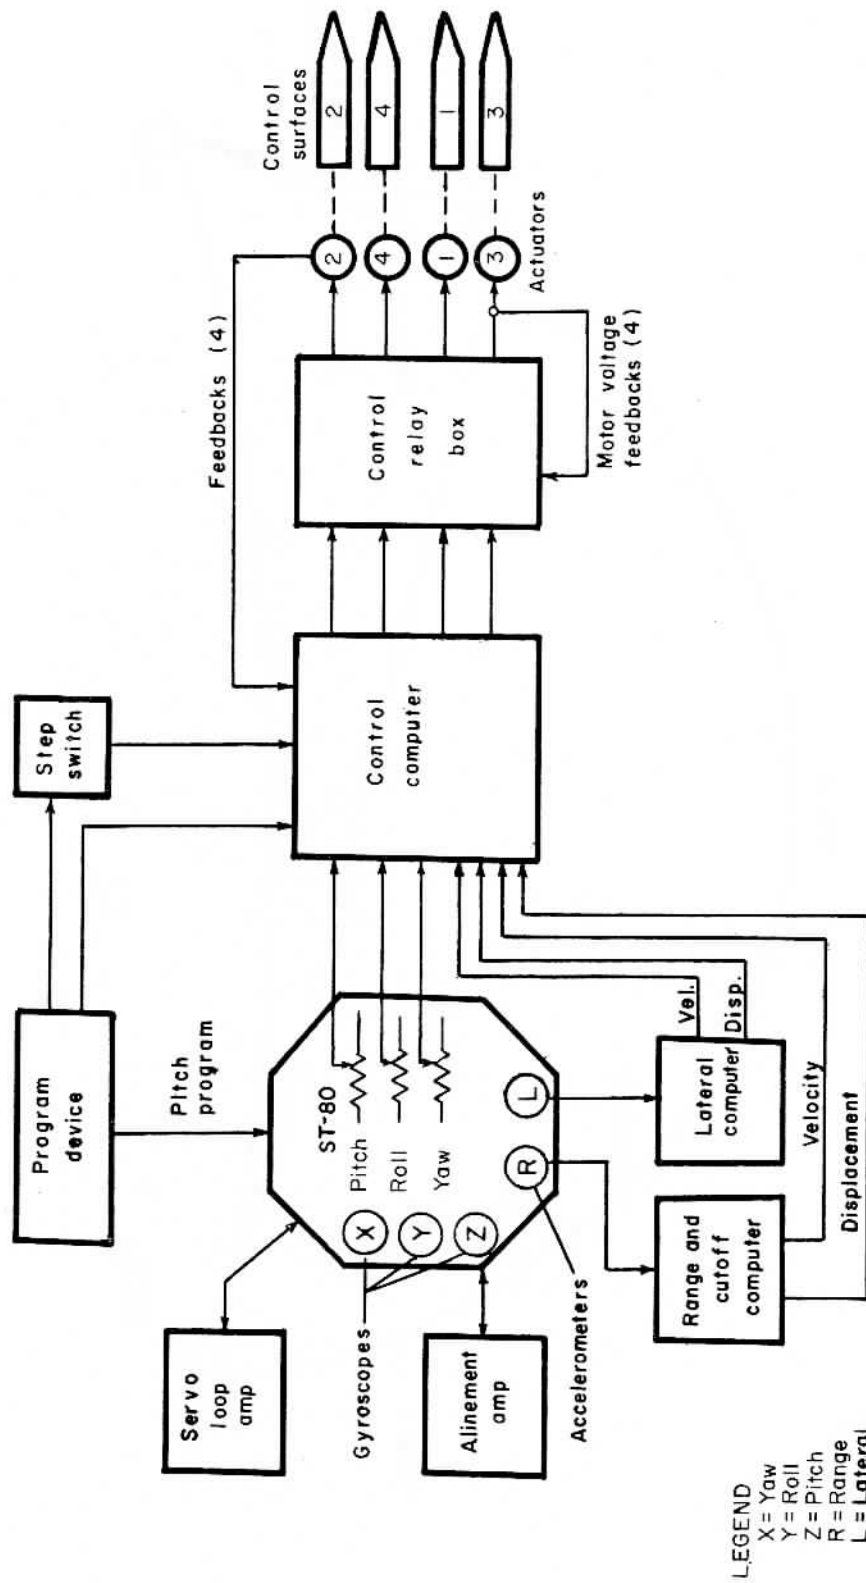 Control
surfaces
2
4
1
3
2
4
1
3
Actuators
Feedbacks (4)
Motor voltage
feedbacks (4)
Control
relay
box
Step
switch
Control
computer
Program
device
Pitch
program
ST-80
Pitch
Roll
Yaw
X
Y
Z
R
L
Vel.
Disp.
Lateral
computer
Velocity
Displacement
Range and
cutoff
computer
Servo
loop
amp
Gyroscopes
Alinement
amp
Accelerometers
LEGEND
X = Yaw
Y = Roll
Z = Pitch
R = Range
L = Lateral